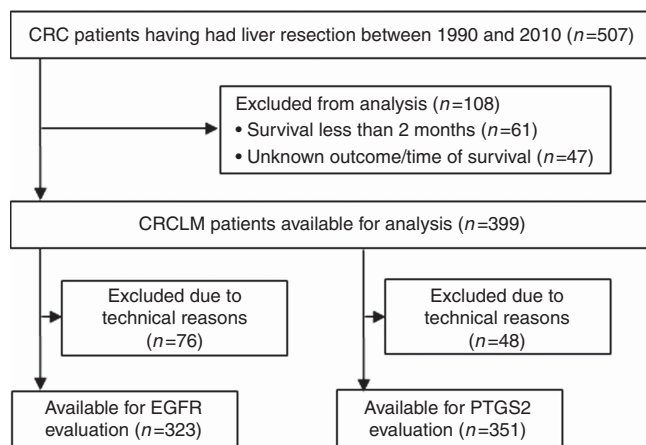 CRC patients having had liver resection between 1990 and 2010 (n=507)
Excluded from analysis (n=108)
• Survival less than 2 months (n=61)
• Unknown outcome/time of survival (n=47)
CRCLM patients available for analysis (n=399)
Excluded due to
technical reasons
(n=76)
Excluded due to
technical reasons
(n=48)
Available for EGFR
evaluation (n=323)
Available for PTGS2
evaluation (n=351)